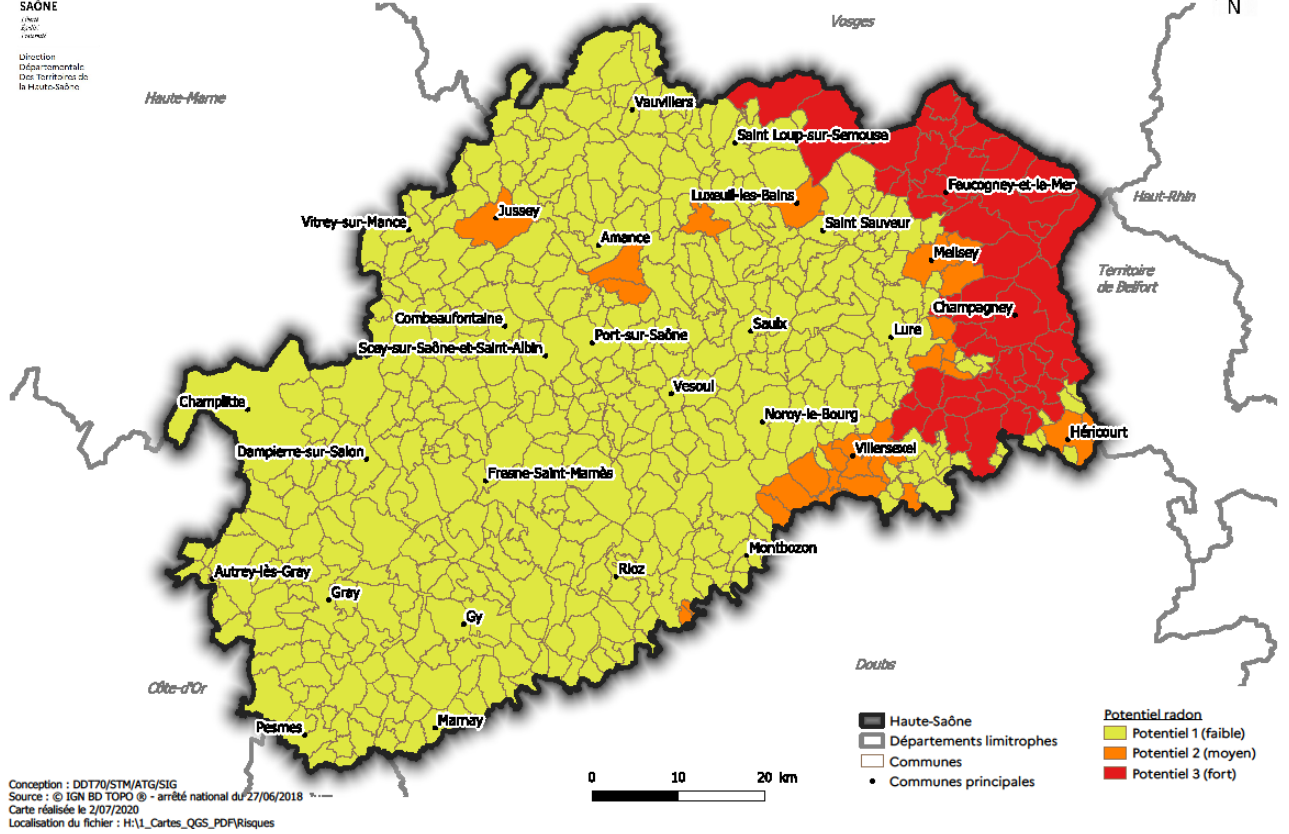 SAÔNE
Direction
Départementale
Des Territoires de
la Haute-Saône
N
Vosges
Haute-Marne
Vauvillers
Saint Loup-sur-Semouse
Faucogney-et-la-Mer
Haut-Rhin
Luxeuil-les-Bains
Jussey
Vitrey-sur-Mance
Saint Sauveur
Amance
Melisey
Territoire
de Belfort
Champagney
Combeaufontaine
Saulx
Lure
Port-sur-Saône
Scey-sur-Saône-et-Saint-Albin
Vesoul
Champlitte
Noroy-le-Bourg
Héricourt
Dampierre-sur-Salon
Villersexel
Fresne-Saint-Mamès
Montbozon
Autrey-lès-Gray
Rioz
Gray
Gy
Doubs
Côte-d'Or
Pesmes
Marnay
Haute-Saône
Départements limitrophes
Communes
Communes principales
Potentiel radon
Potentiel 1 (faible)
Potentiel 2 (moyen)
Potentiel 3 (fort)
0 10 20 km
Conception : DDT70/STM/ATG/SIG
Source : © IGN BD TOPO ® - arrêté national du 27/06/2018
Carte réalisée le 2/07/2020
Localisation du fichier : H:\1_Cartes_QGS_PDF\Risques